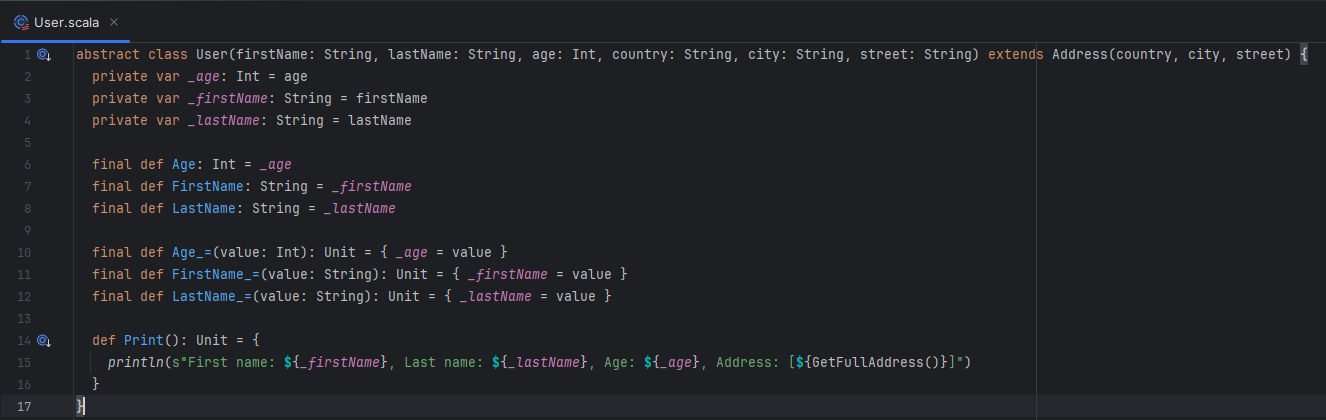 User.scala
1 abstract class User(firstName: String, lastName: String, age: Int, country: String, city: String, street: String) extends Address(country, city, street) {
2   private var _age: Int = age
3   private var _firstName: String = firstName
4   private var _lastName: String = lastName
5
6   final def Age: Int = _age
7   final def FirstName: String = _firstName
8   final def LastName: String = _lastName
9
10   final def Age_=(value: Int): Unit = { _age = value }
11   final def FirstName_=(value: String): Unit = { _firstName = value }
12   final def LastName_=(value: String): Unit = { _lastName = value }
13
14   def Print(): Unit = {
15     println(s"First name: ${_firstName}, Last name: ${_lastName}, Age: ${_age}, Address: [${GetFullAddress()}]")
16   }
17 }